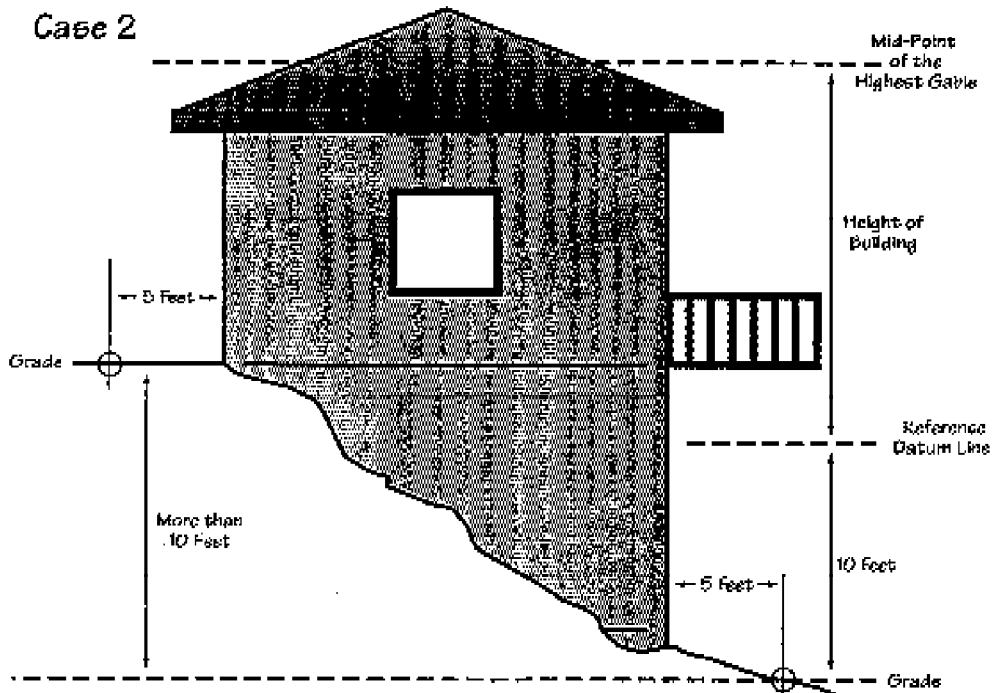 Case 2
Mid-Point
of the
Highest Gable
Height of
Building
5 Feet
Grade
Reference
Datum Line
More than
10 Feet
10 Feet
5 Feet
Grade